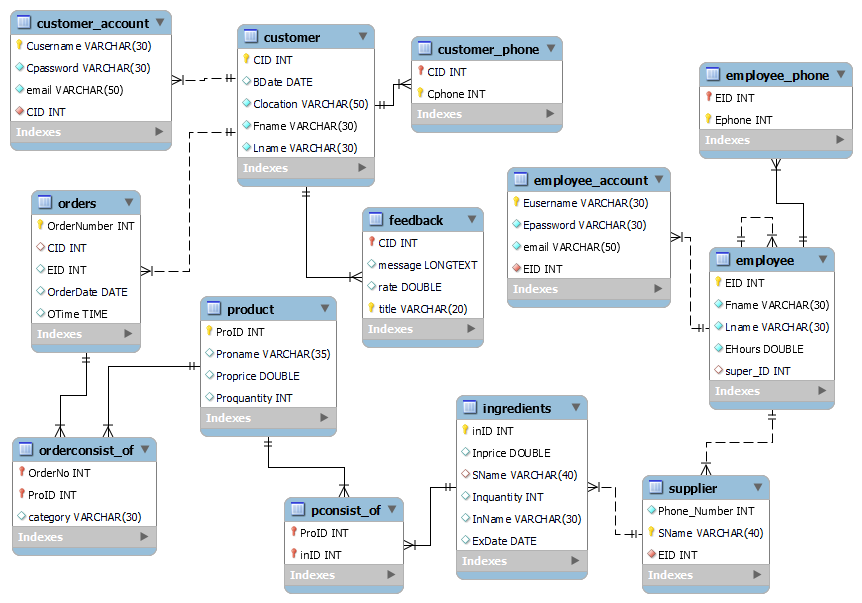 customer_account
Cusername VARCHAR(30)
Cpassword VARCHAR(30)
email VARCHAR(50)
CID INT
Indexes
customer
CID INT
BDate DATE
Clocation VARCHAR(50)
Fname VARCHAR(30)
Lname VARCHAR(30)
Indexes
customer_phone
CID INT
Cphone INT
Indexes
employee_phone
EID INT
Ephone INT
Indexes
employee_account
Eusername VARCHAR(30)
Epassword VARCHAR(30)
email VARCHAR(50)
EID INT
Indexes
orders
OrderNumber INT
CID INT
EID INT
OrderDate DATE
OTime TIME
Indexes
feedback
CID INT
message LONGTEXT
rate DOUBLE
title VARCHAR(20)
Indexes
employee
EID INT
Fname VARCHAR(30)
Lname VARCHAR(30)
EHours DOUBLE
super_ID INT
Indexes
product
ProID INT
Proname VARCHAR(35)
Proprice DOUBLE
Proquantity INT
Indexes
ingredients
inID INT
Inprice DOUBLE
SName VARCHAR(40)
Inquantity INT
InName VARCHAR(30)
ExDate DATE
Indexes
orderconsist_of
OrderNo INT
ProID INT
category VARCHAR(30)
Indexes
pconsist_of
ProID INT
inID INT
Indexes
supplier
Phone_Number INT
SName VARCHAR(40)
EID INT
Indexes